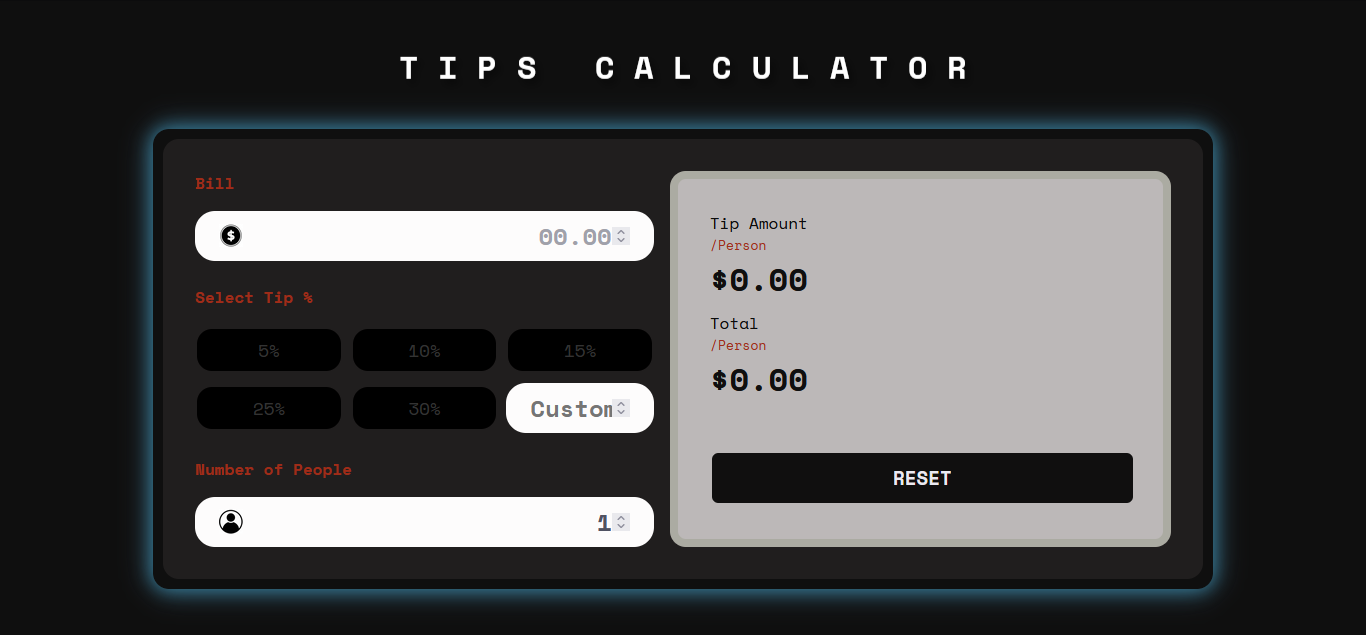 TIPS CALCULATOR
Bill
$ 00.00
Select Tip %
5% 10% 15%
25% 30% Custom
Number of People
1
Tip Amount
/Person
$0.00
Total
/Person
$0.00
RESET